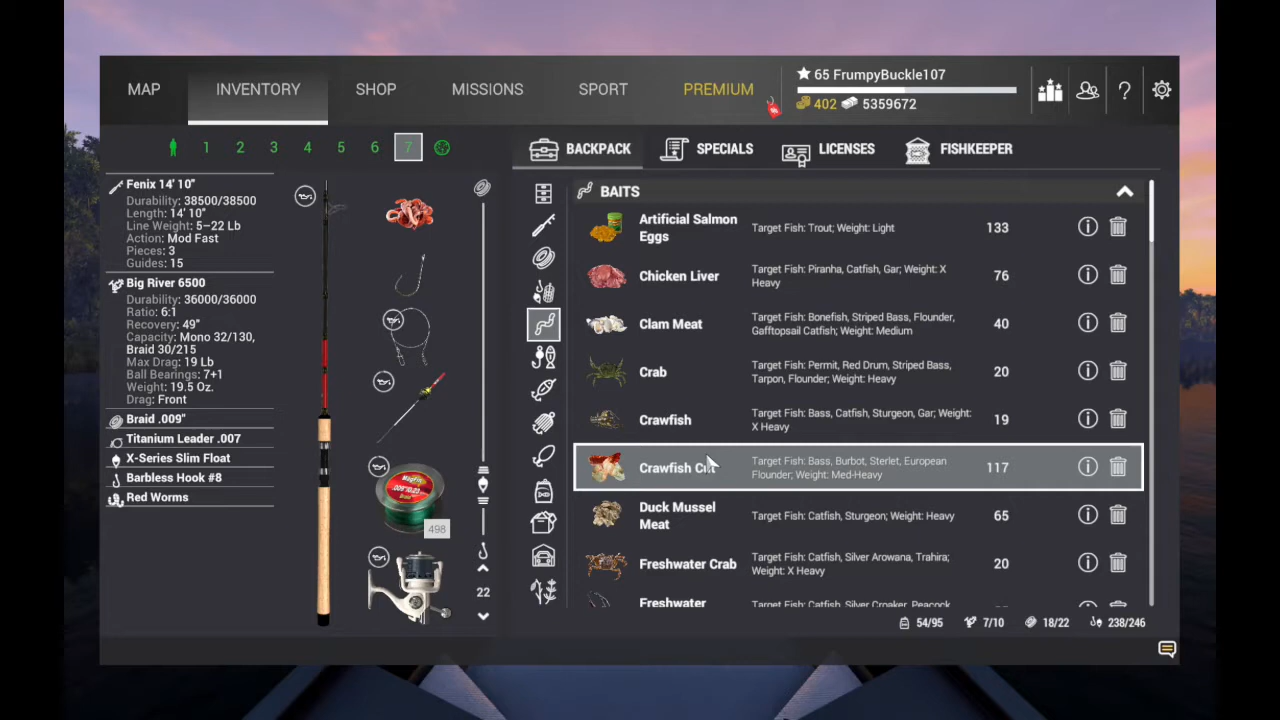 MAP
INVENTORY
SHOP
MISSIONS
SPORT
PREMIUM
65 FrumpyBuckle107
402 5359672
1 2 3 4 5 6 7
BACKPACK
SPECIALS
LICENSES
FISHKEEPER
Fenix 14' 10"
Durability: 38500/38500
Length: 14' 10"
Line Weight: 5–22 Lb
Action: Mod Fast
Pieces: 3
Guides: 15
Big River 6500
Durability: 36000/36000
Ratio: 6:1
Recovery: 49"
Capacity: Mono 32/130,
Braid 30/215
Max Drag: 19 Lb
Ball Bearings: 7+1
Weight: 19.5 Oz.
Drag: Front
Braid .009"
Titanium Leader .007
X-Series Slim Float
Barbless Hook #8
Red Worms
498
22
BAITS
Artificial Salmon
Eggs
Target Fish: Trout; Weight: Light
133
Chicken Liver
Target Fish: Piranha, Catfish, Gar; Weight: X
Heavy
76
Clam Meat
Target Fish: Bonefish, Striped Bass, Flounder,
Gafftopsail Catfish; Weight: Medium
40
Crab
Target Fish: Permit, Red Drum, Striped Bass,
Tarpon, Flounder; Weight: Heavy
20
Crawfish
Target Fish: Bass, Catfish, Sturgeon, Gar; Weight:
X Heavy
19
Crawfish
Target Fish: Bass, Burbot, Sterlet, European
Flounder; Weight: Med-Heavy
117
Duck Mussel
Meat
Target Fish: Catfish, Sturgeon; Weight: Heavy
65
Freshwater Crab
Target Fish: Catfish, Silver Arowana, Trahira;
Weight: X Heavy
20
Freshwater
Target Fish: Catfish, Silver Croaker, Peacock
54/95
7/10
18/22
238/246